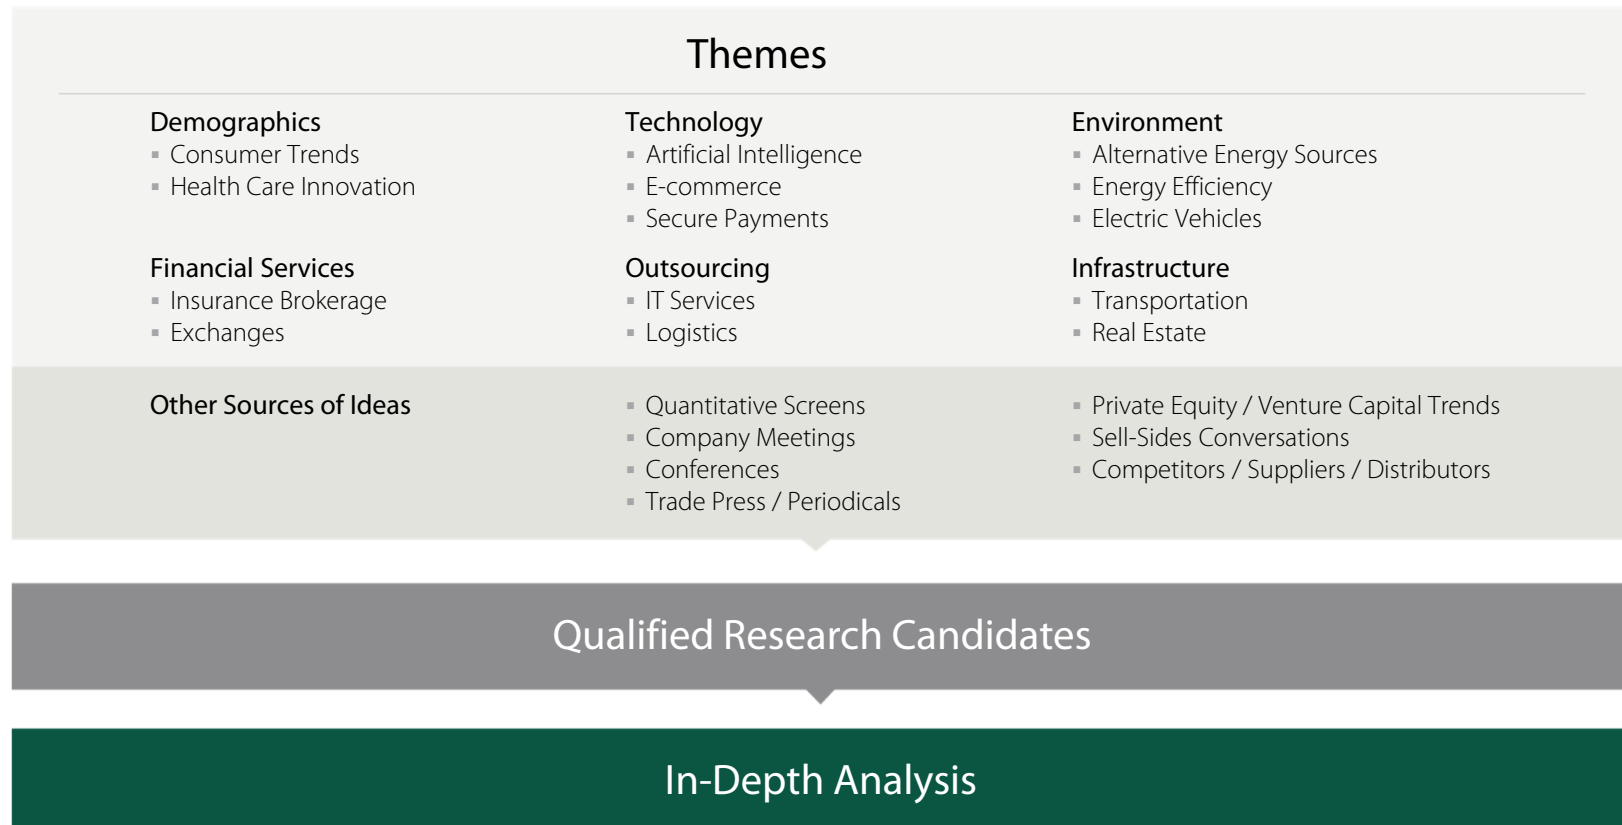 Themes
Demographics
▪ Consumer Trends
▪ Health Care Innovation
Technology
▪ Artificial Intelligence
▪ E-commerce
▪ Secure Payments
Environment
▪ Alternative Energy Sources
▪ Energy Efficiency
▪ Electric Vehicles
Financial Services
▪ Insurance Brokerage
▪ Exchanges
Outsourcing
▪ IT Services
▪ Logistics
Infrastructure
▪ Transportation
▪ Real Estate
Other Sources of Ideas
▪ Quantitative Screens
▪ Company Meetings
▪ Conferences
▪ Trade Press / Periodicals
▪ Private Equity / Venture Capital Trends
▪ Sell-Sides Conversations
▪ Competitors / Suppliers / Distributors
Qualified Research Candidates
In-Depth Analysis